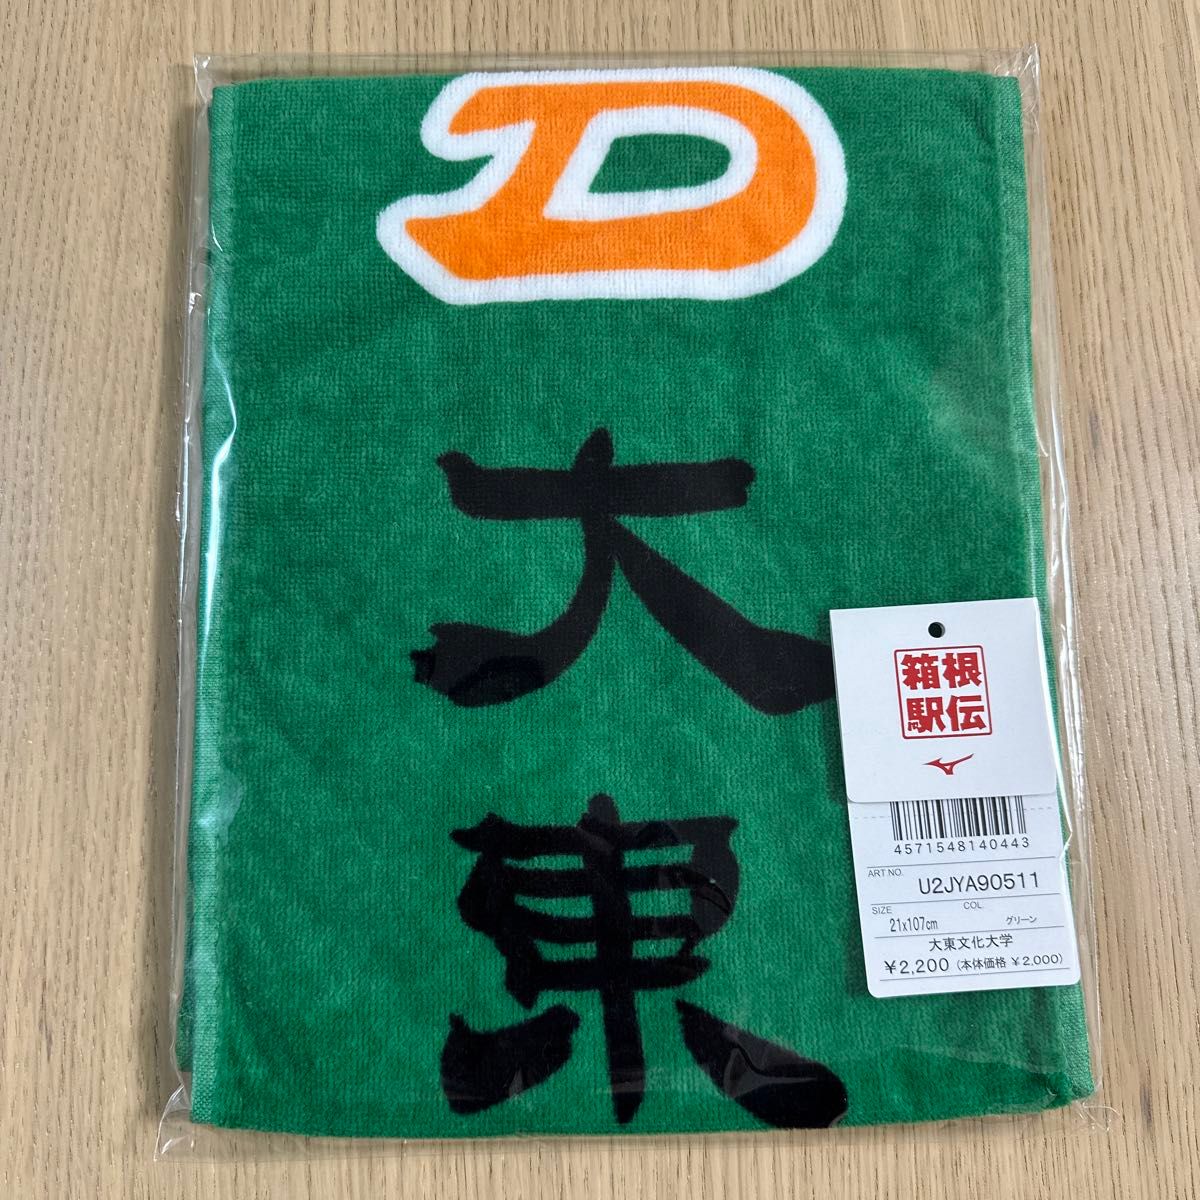 D
大
東
箱根
駅伝
4571548140443
ART.NO.
U2JYA90511
SIZE
COL.
21x107cm
グリーン
大東文化大学
¥2,200 (本体価格 ¥2,000)